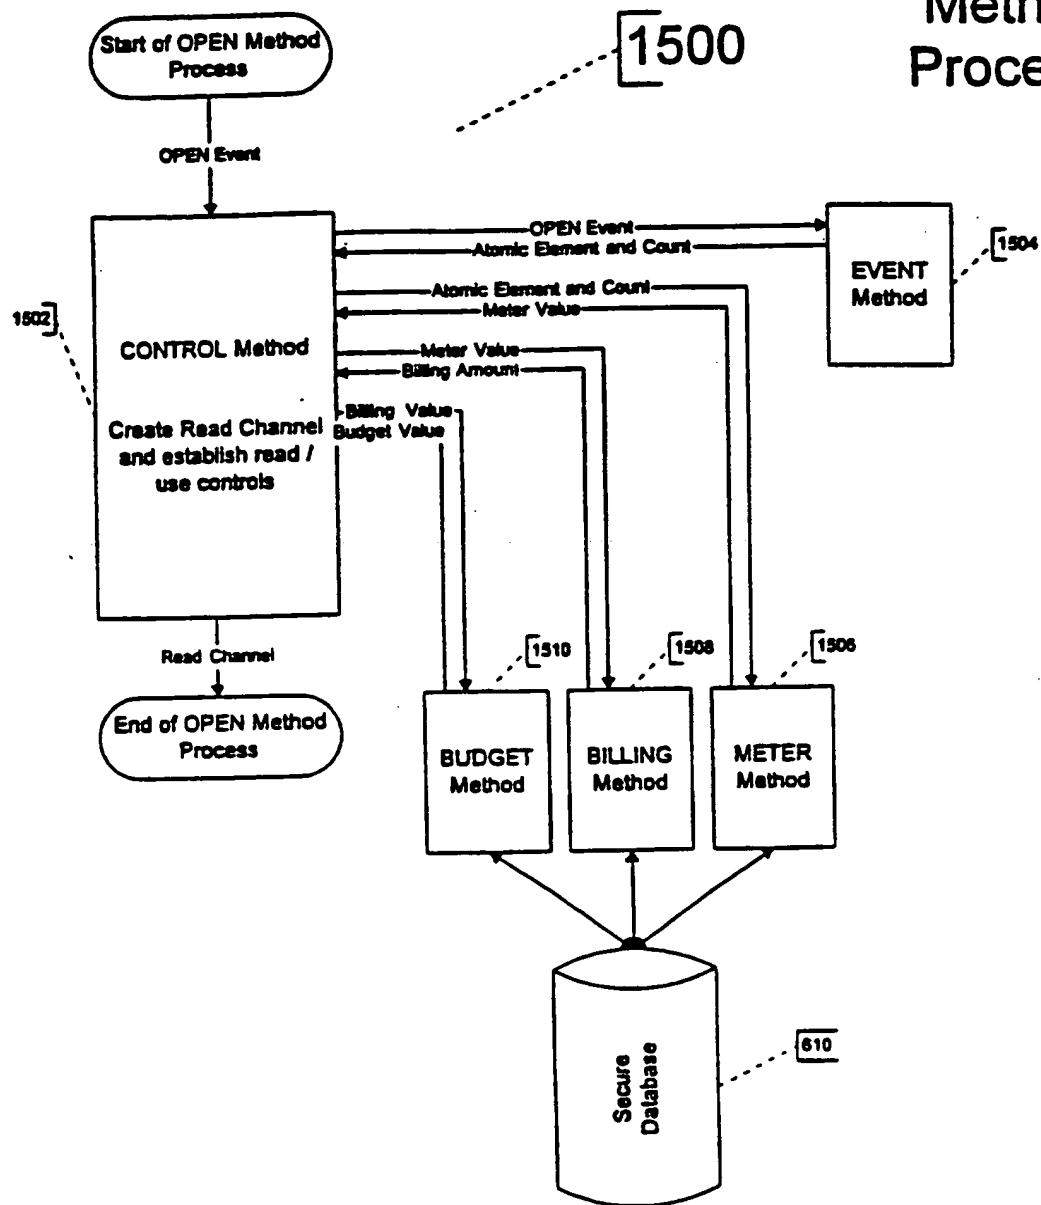 Start of OPEN Method
Process
1500
Meth
Proce
OPEN Event
OPEN Event
Atomic Element and Count
EVENT
Method
1504
Atomic Element and Count
Meter Value
1502
CONTROL Method
Meter Value
Billing Amount
Create Read Channel
and establish read /
use controls
Billing Value
Budget Value
Read Channel
1510
1508
1506
End of OPEN Method
Process
BUDGET
Method
BILLING
Method
METER
Method
Secure
Database
610